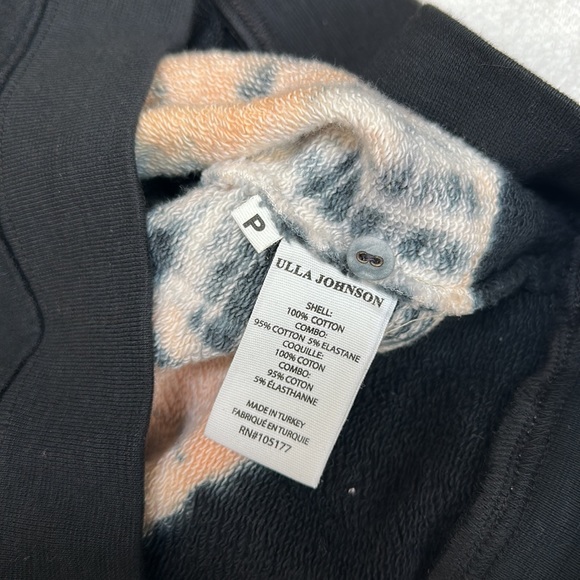 P
ULLA JOHNSON
SHELL:
100% COTTON
COMBO:
95% COTTON 5% ELASTANE
COQUILLE:
100% COTON
COMBO:
95% COTON
5% ÉLASTHANNE
MADE IN TURKEY
FABRIQUÉ EN TURQUIE
RN#105177